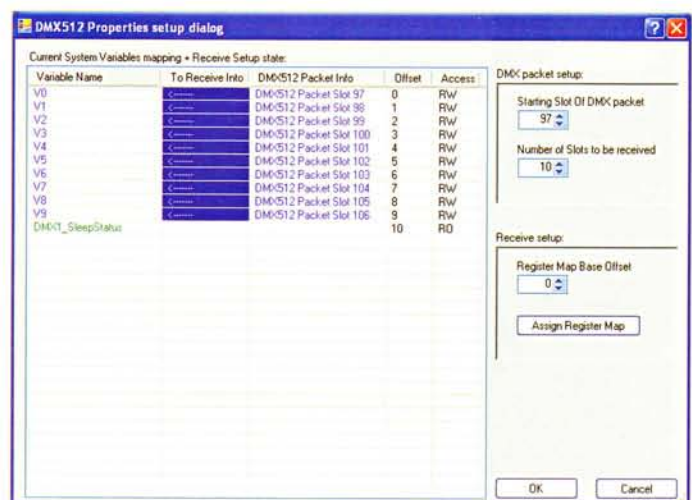 DMX512 Properties setup dialog
Current System Variables mapping + Receive Setup state:
Variable Name To Receive Into DMX512 Packet Info Offset Access
V0 <------ DMX512 Packet Slot 97 0 RW
V1 <------ DMX512 Packet Slot 98 1 RW
V2 <------ DMX512 Packet Slot 99 2 RW
V3 <------ DMX512 Packet Slot 100 3 RW
V4 <------ DMX512 Packet Slot 101 4 RW
V5 <------ DMX512 Packet Slot 102 5 RW
V6 <------ DMX512 Packet Slot 103 6 RW
V7 <------ DMX512 Packet Slot 104 7 RW
V8 <------ DMX512 Packet Slot 105 8 RW
V9 <------ DMX512 Packet Slot 106 9 RW
DMX1_SleepStatus 10 RO
DMX packet setup:
Starting Slot Of DMX packet
97
Number of Slots to be received
10
Receive setup:
Register Map Base Offset
0
Assign Register Map
OK Cancel